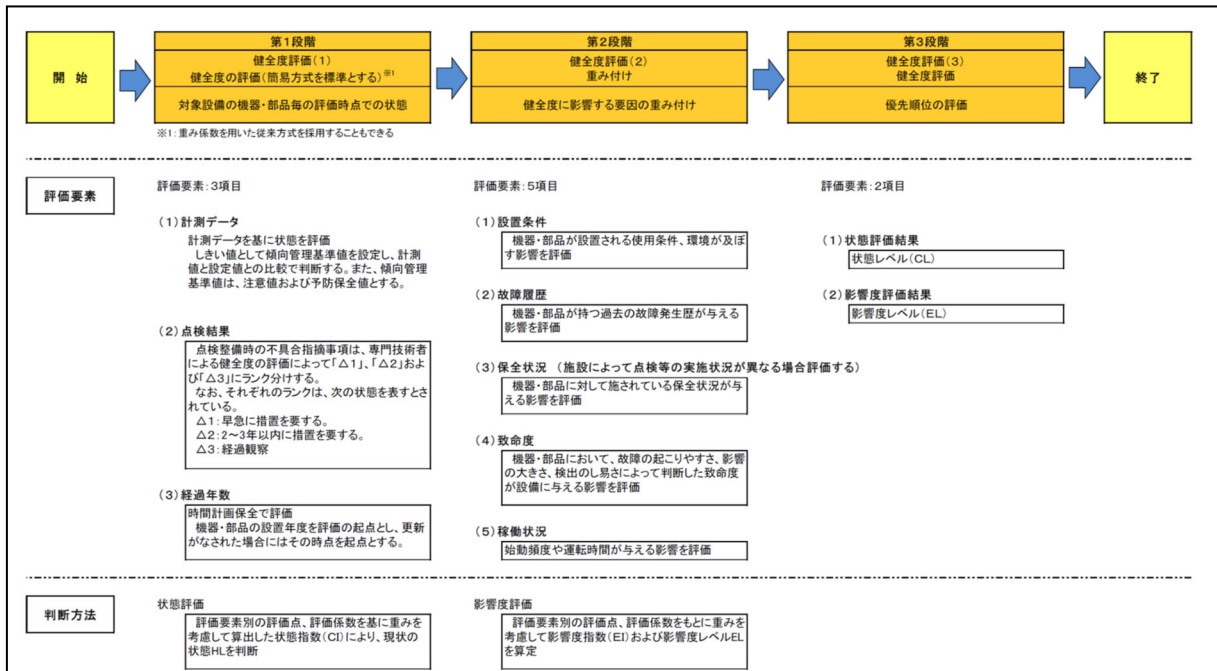 開　始
第1段階
健全度評価(1)
健全度の評価(簡易方式を標準とする)※1
対象設備の機器・部品毎の評価時点での状態
第2段階
健全度評価(2)
重み付け
健全度に影響する要因の重み付け
第3段階
健全度評価(3)
健全度評価
優先順位の評価
終了
※1:重み係数を用いた従来方式を採用することもできる
評価要素
評価要素:3項目
(1)計測データ
計測データを基に状態を評価
しきい値として傾向管理基準値を設定し、計測
値と設定値との比較で判断する。また、傾向管理
基準値は、注意値および予防保全値とする。
(2)点検結果
点検整備時の不具合指摘事項は、専門技術者
による健全度の評価によって「△1」、「△2」およ
び「△3」にランク分けする。
なお、それぞれのランクは、次の状態を表すとさ
れている。
△1:早急に措置を要する。
△2:2～3年以内に措置を要する。
△3:経過観察
(3)経過年数
時間計画保全で評価
機器・部品の設置年度を評価の起点とし、更新
がなされた場合にはその時点を起点とする。
評価要素:5項目
(1)設置条件
機器・部品が設置される使用条件、環境が及ぼ
す影響を評価
(2)故障履歴
機器・部品が持つ過去の故障発生歴が与える
影響を評価
(3)保全状況　(施設によって点検等の実施状況が異なる場合評価する)
機器・部品に対して施されている保全状況が与
える影響を評価
(4)致命度
機器・部品において、故障の起こりやすさ、影響
の大きさ、検出のし易さによって判断した致命度
が設備に与える影響を評価
(5)稼働状況
始動頻度や運転時間が与える影響を評価
評価要素:2項目
(1)状態評価結果
状態レベル(CL)
(2)影響度評価結果
影響度レベル(EL)
判断方法
状態評価
評価要素別の評価点、評価係数を基に重みを
考慮して算出した状態指数(CI)により、現状の
状態HLを判断
影響度評価
評価要素別の評価点、評価係数をもとに重み
を考慮して影響度指数(EI)および影響度レベルEL
を算定